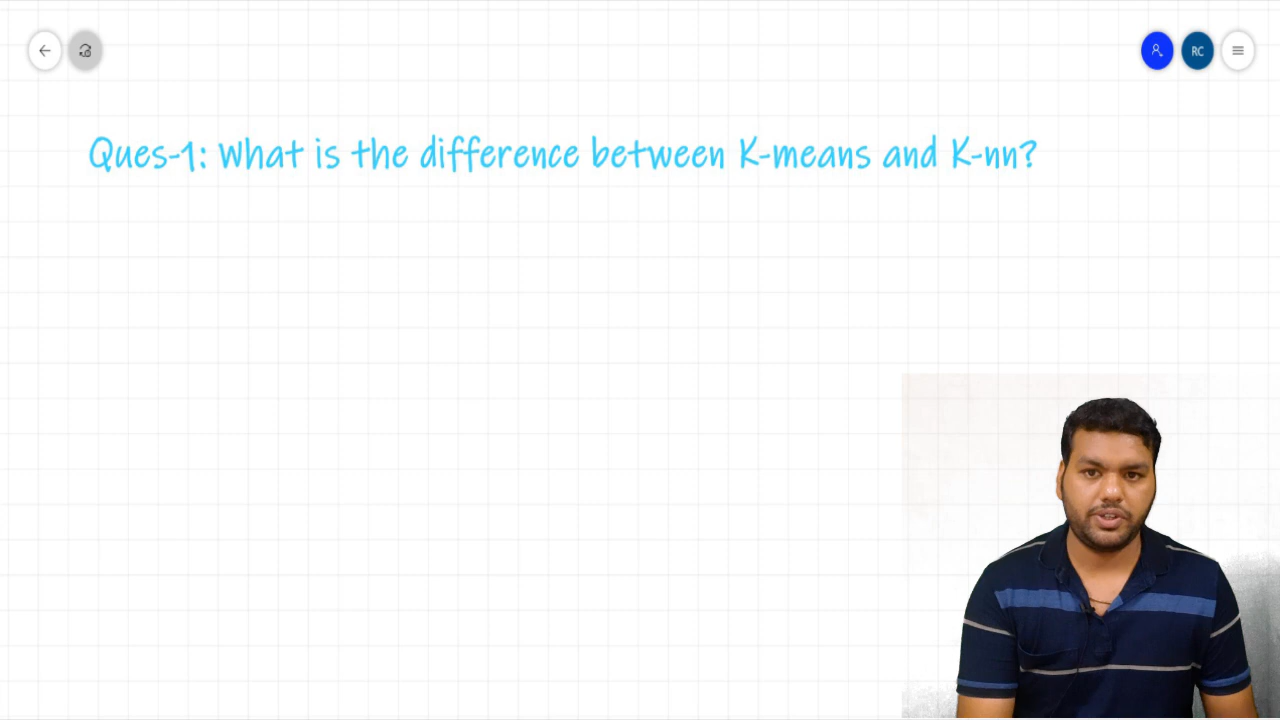 RC
Ques-1: What is the difference between K-means and K-nn?